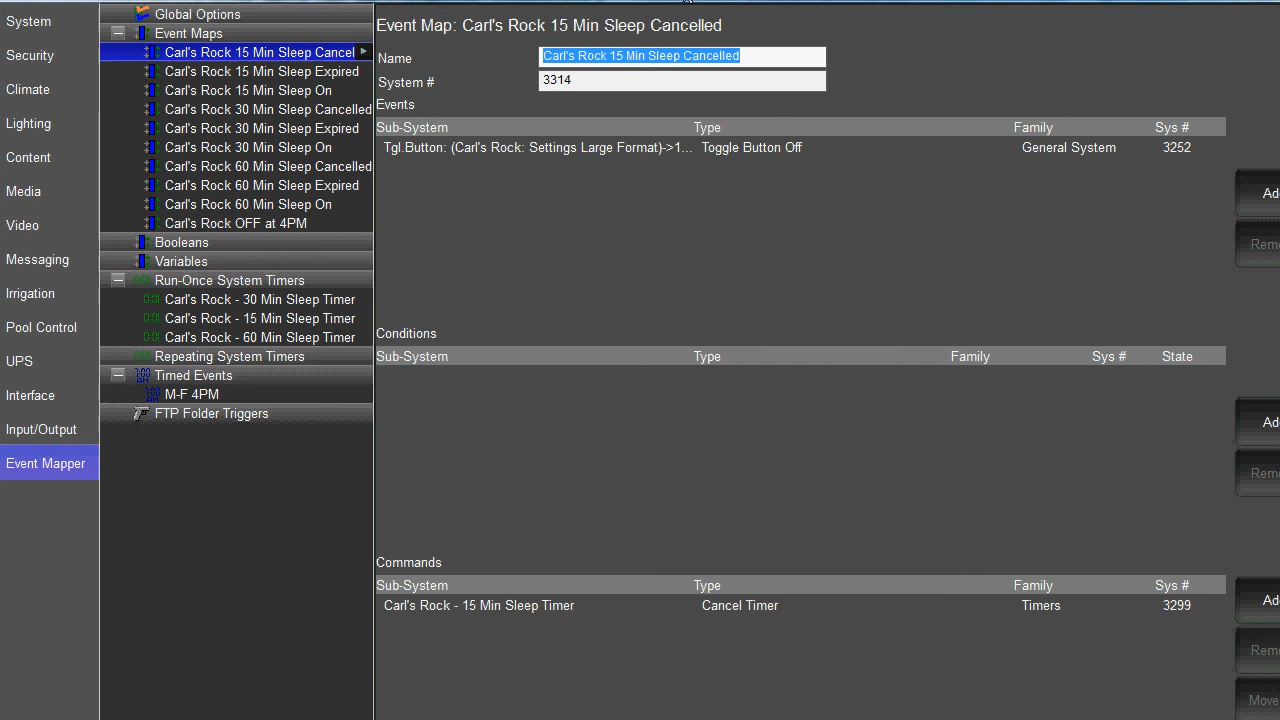 System
Security
Climate
Lighting
Content
Media
Video
Messaging
Irrigation
Pool Control
UPS
Interface
Input/Output
Event Mapper
Global Options
Event Maps
Carl's Rock 15 Min Sleep Cancel
Carl's Rock 15 Min Sleep Expired
Carl's Rock 15 Min Sleep On
Carl's Rock 30 Min Sleep Cancelled
Carl's Rock 30 Min Sleep Expired
Carl's Rock 30 Min Sleep On
Carl's Rock 60 Min Sleep Cancelled
Carl's Rock 60 Min Sleep Expired
Carl's Rock 60 Min Sleep On
Carl's Rock OFF at 4PM
Booleans
Variables
Run-Once System Timers
Carl's Rock - 30 Min Sleep Timer
Carl's Rock - 15 Min Sleep Timer
Carl's Rock - 60 Min Sleep Timer
Repeating System Timers
Timed Events
M-F 4PM
FTP Folder Triggers
Event Map: Carl's Rock 15 Min Sleep Cancelled
Name Carl's Rock 15 Min Sleep Cancelled
System # 3314
Events
Sub-System Type Family Sys #
Tgl.Button: (Carl's Rock: Settings Large Format)->1... Toggle Button Off General System 3252
Ad
Rem
Conditions
Sub-System Type Family Sys # State
Ad
Rem
Commands
Sub-System Type Family Sys #
Carl's Rock - 15 Min Sleep Timer Cancel Timer Timers 3299
Ad
Rem
Move